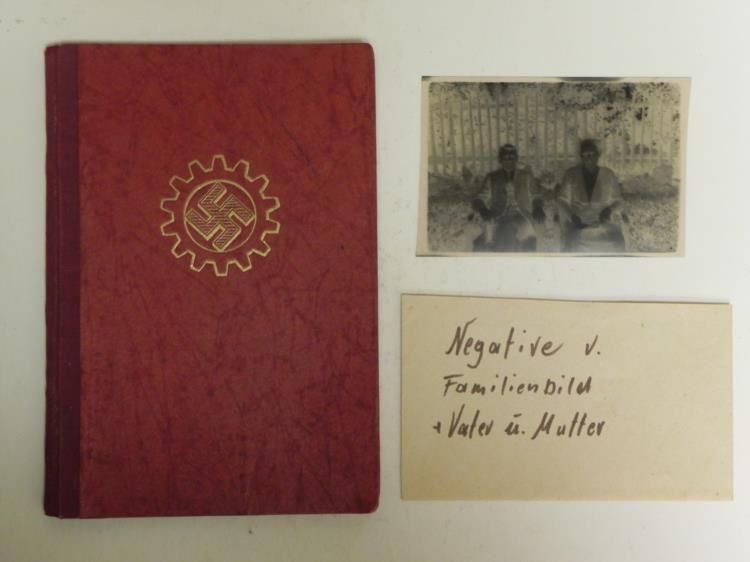 Negative v.
Familienbild
+ Vater u. Mutter